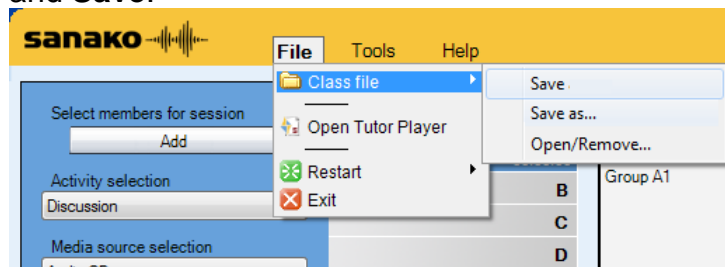 and Save.
sanako
File Tools Help
Class file
Save
Save as...
Open/Remove...
Open Tutor Player
Restart
Exit
Select members for session
Add
Activity selection
Discussion
Media source selection
B
C
D
Group A1